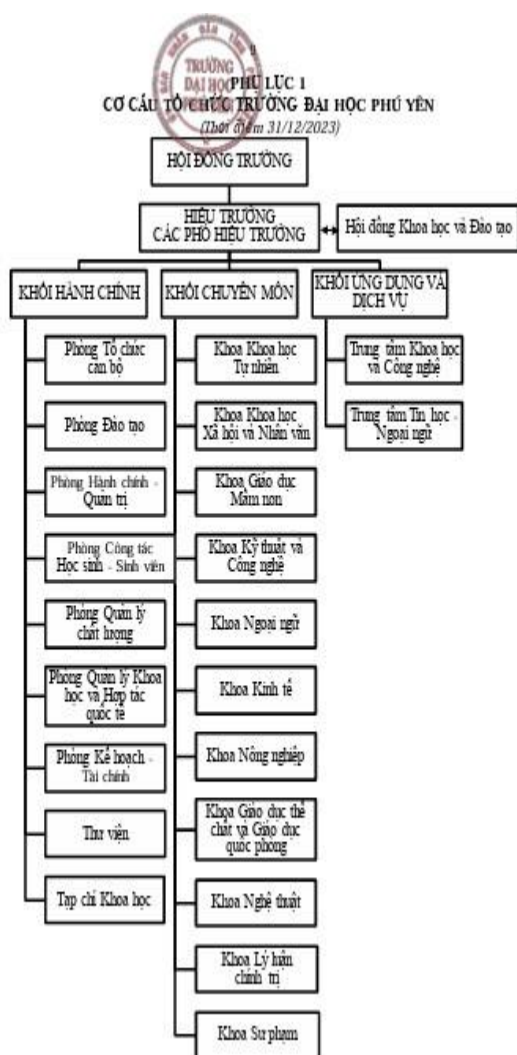 9
TRƯỜNG
ĐẠI HỌC
PHỤ LỤC 1
CƠ CẤU TỔ CHỨC TRƯỜNG ĐẠI HỌC PHÚ YÊN
(Thời điểm 31/12/2023)
HỘI ĐỒNG TRƯỜNG
HIỆU TRƯỞNG
CÁC PHÓ HIỆU TRƯỞNG
Hội đồng Khoa học và Đào tạo
KHỐI HÀNH CHÍNH
KHỐI CHUYÊN MÔN
KHỐI ỨNG DỤNG VÀ
DỊCH VỤ
Phòng Tổ chức
cán bộ
Phòng Đào tạo
Phòng Hành chính -
Quản trị
Phòng Công tác
Học sinh - Sinh viên
Phòng Quản lý
chất lượng
Phòng Quản lý Khoa
học và Hợp tác
quốc tế
Phòng Kế hoạch -
Tài chính
Thư viện
Tạp chí Khoa học
Khoa Khoa học
Tự nhiên
Khoa Khoa học
Xã hội và Nhân văn
Khoa Giáo dục
Mầm non
Khoa Kỹ thuật và
Công nghệ
Khoa Ngoại ngữ
Khoa Kinh tế
Khoa Nông nghiệp
Khoa Giáo dục thể
chất và Giáo dục
quốc phòng
Khoa Nghệ thuật
Khoa Lý luận
chính trị
Khoa Sư phạm
Trung tâm Khoa học
và Công nghệ
Trung tâm Tin học -
Ngoại ngữ